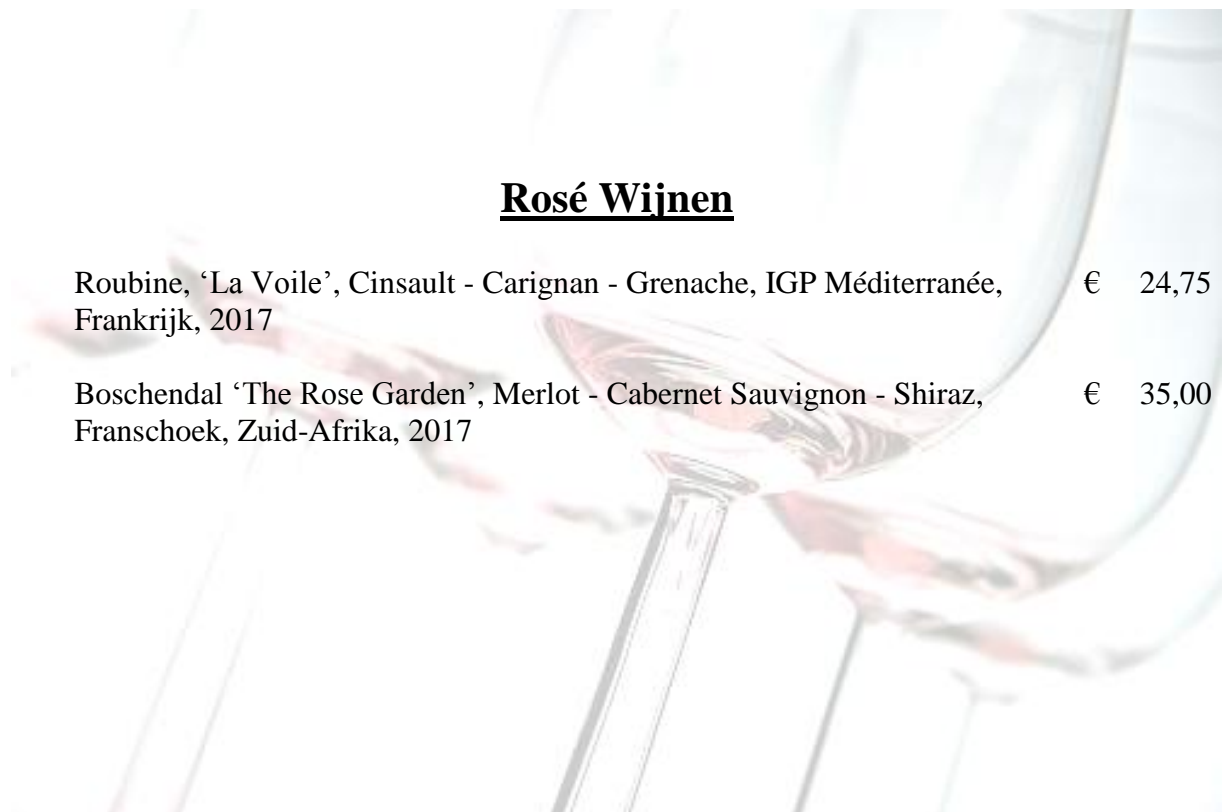 Rosé Wijnen
Roubine, ‘La Voile’, Cinsault - Carignan - Grenache, IGP Méditerranée, € 24,75
Frankrijk, 2017
Boschendal ‘The Rose Garden’, Merlot - Cabernet Sauvignon - Shiraz, € 35,00
Franschoek, Zuid-Afrika, 2017